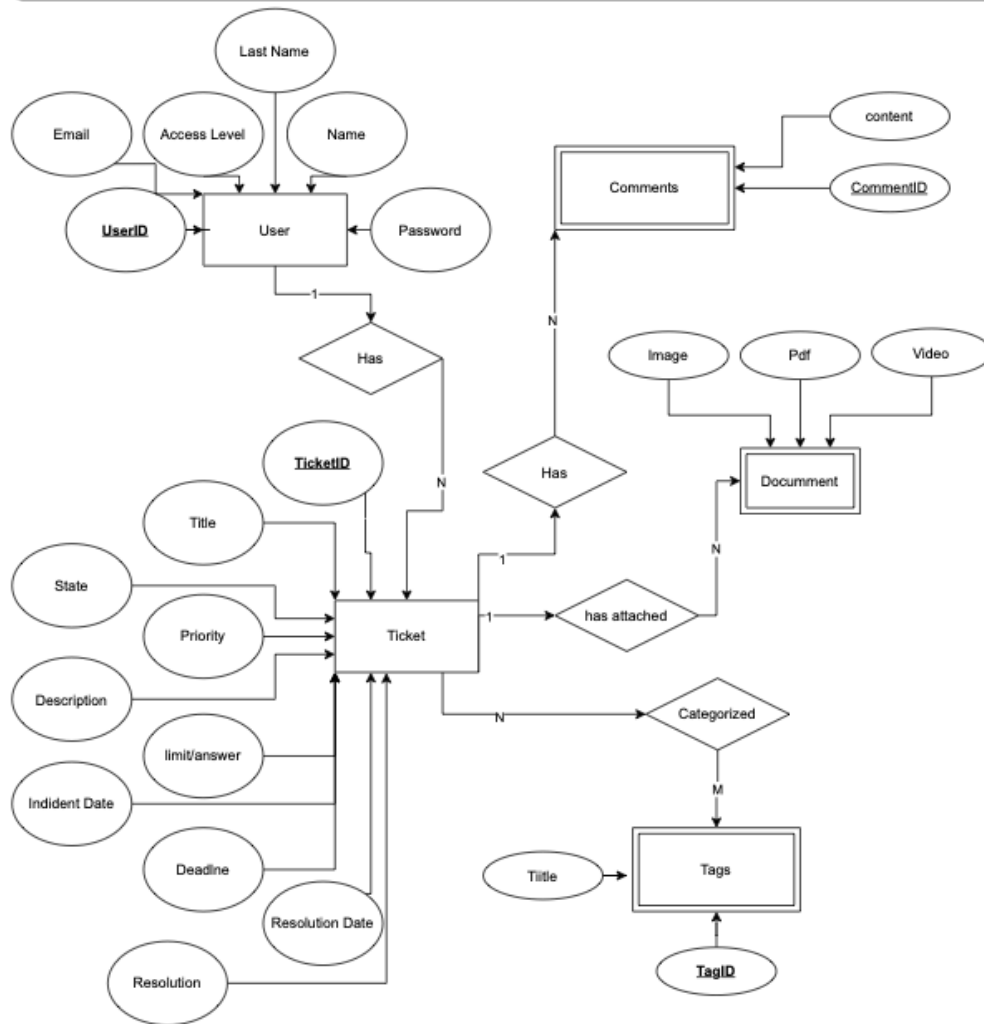 Last Name
Email
Access Level
Name
content
Comments
CommentID
UserID
User
Password
1
N
Has
Image
Pdf
Video
TicketID
Has
N
Documment
Title
N
1
State
1
has attached
Priority
Ticket
Description
Categorized
N
limit/answer
M
Indident Date
Deadlne
Tiitle
Tags
Resolution Date
TagID
Resolution